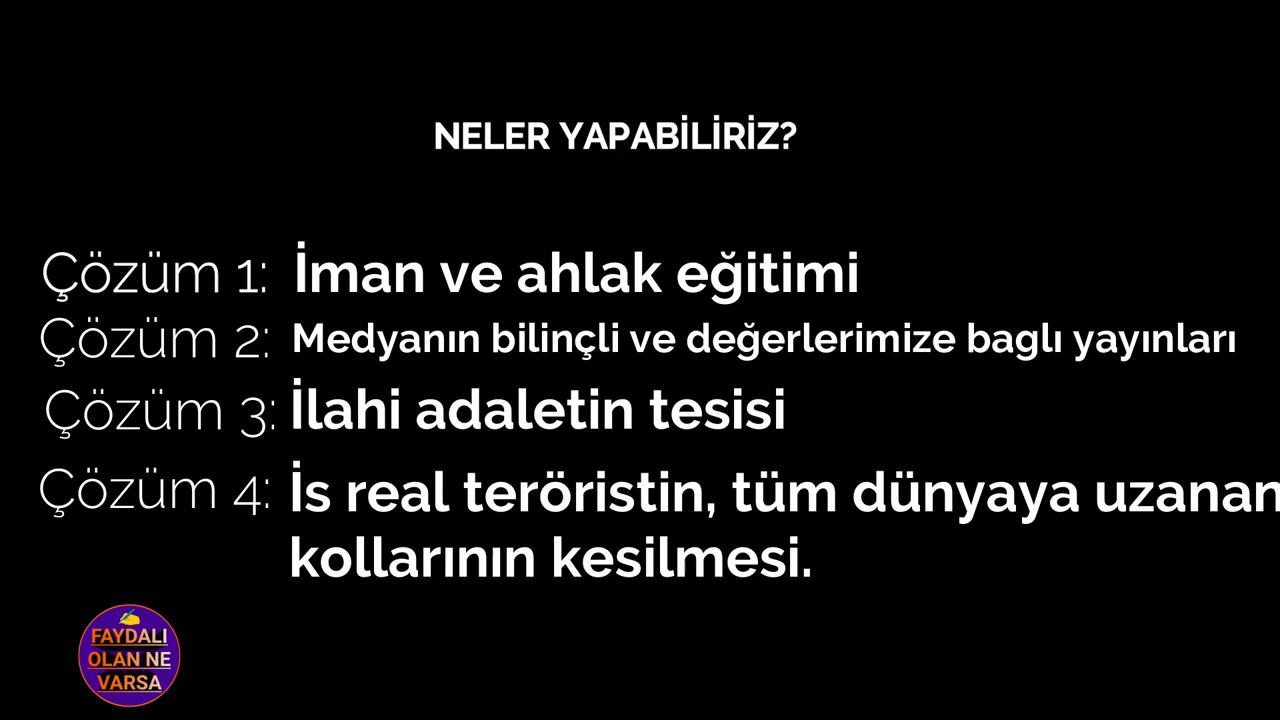 NELER YAPABİLİRİZ?
Çözüm 1: İman ve ahlak eğitimi
Çözüm 2: Medyanın bilinçli ve değerlerimize baglı yayınları
Çözüm 3: İlahi adaletin tesisi
Çözüm 4: İs real teröristin, tüm dünyaya uzanan
kollarının kesilmesi.
FAYDALI
OLAN NE
VARSA